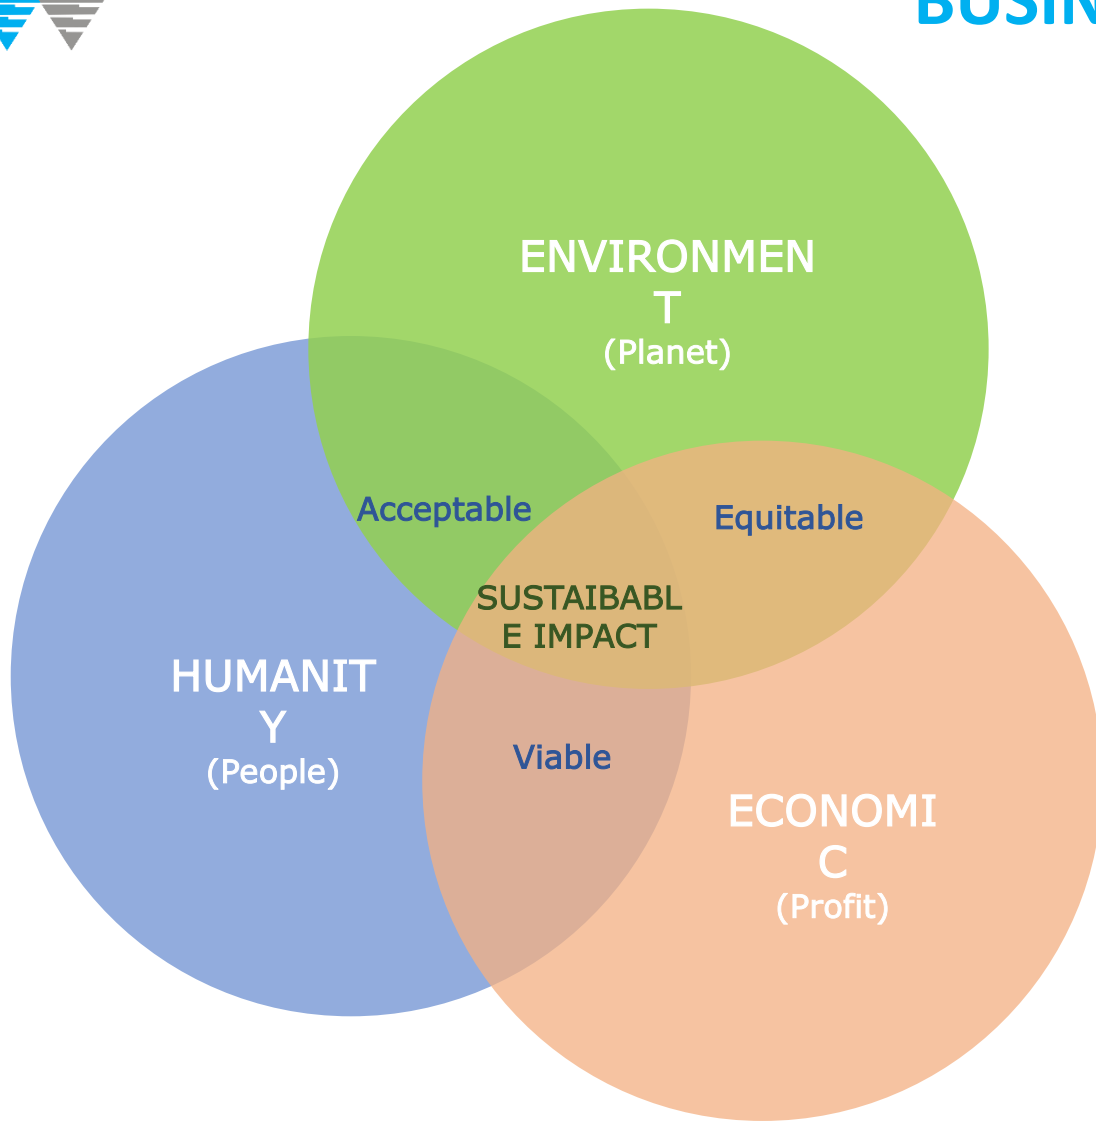 BUSIN
ENVIRONMEN
T
(Planet)
Acceptable
Equitable
SUSTAIBABL
E IMPACT
HUMANIT
Y
(People)
Viable
ECONOMI
C
(Profit)